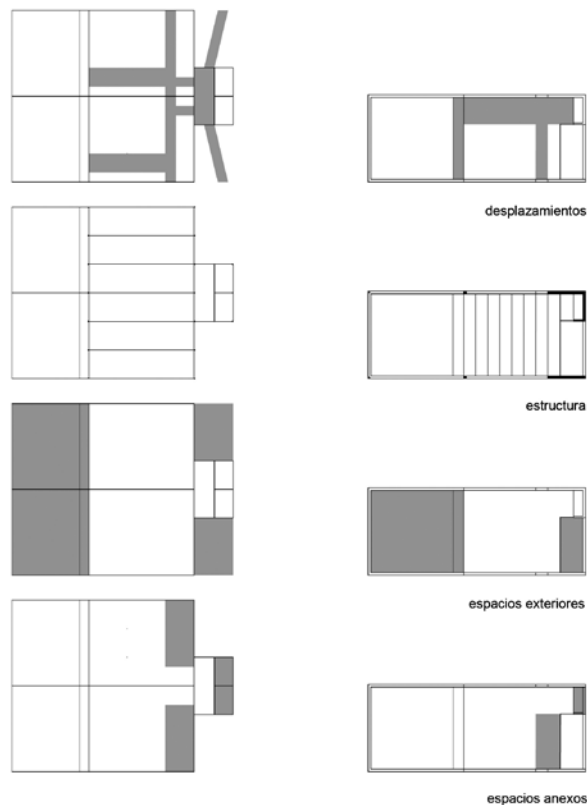 desplazamientos
estructura
espacios exteriores
espacios anexos